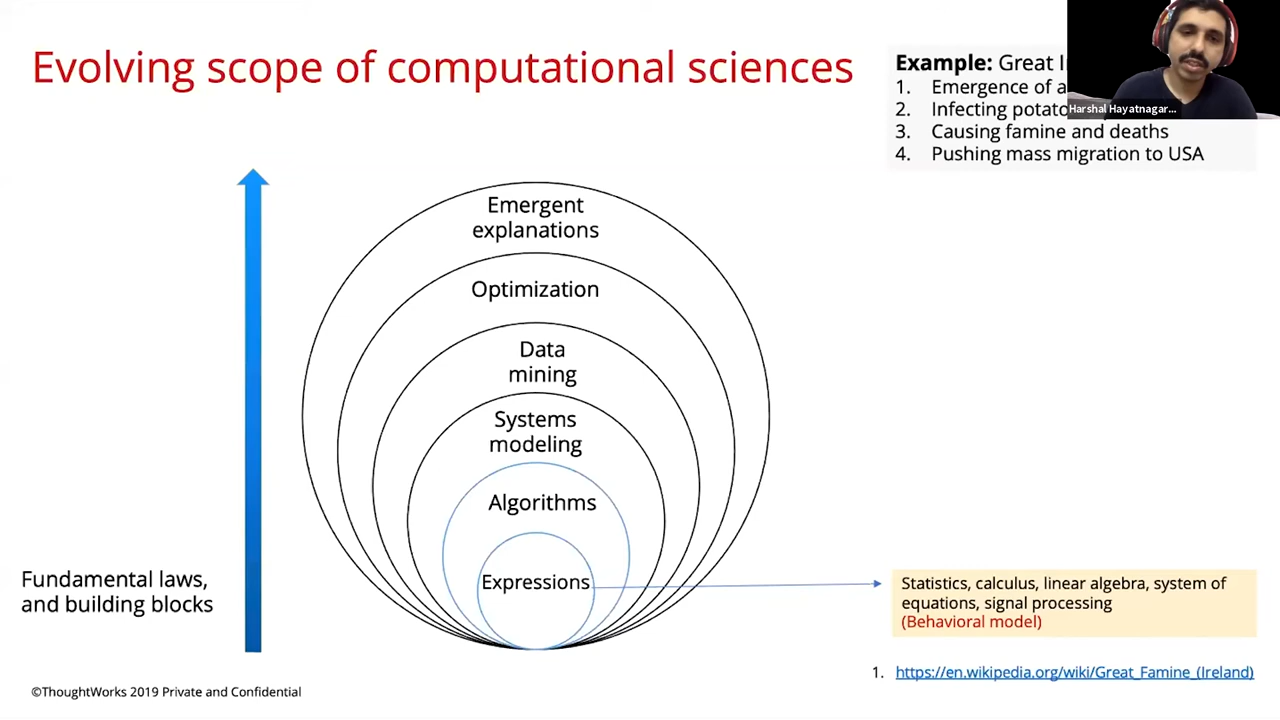 Evolving scope of computational sciences
Example: Great
1. Emergence of a
2. Infecting
3. Causing famine and deaths
4. Pushing mass migration to USA
Harshal Hayatnagar...
Emergent
explanations
Optimization
Data
mining
Systems
modeling
Algorithms
Expressions
Fundamental laws,
and building blocks
Statistics, calculus, linear algebra, system of
equations, signal processing
(Behavioral model)
1. https://en.wikipedia.org/wiki/Great_Famine_(Ireland)
©ThoughtWorks 2019 Private and Confidential